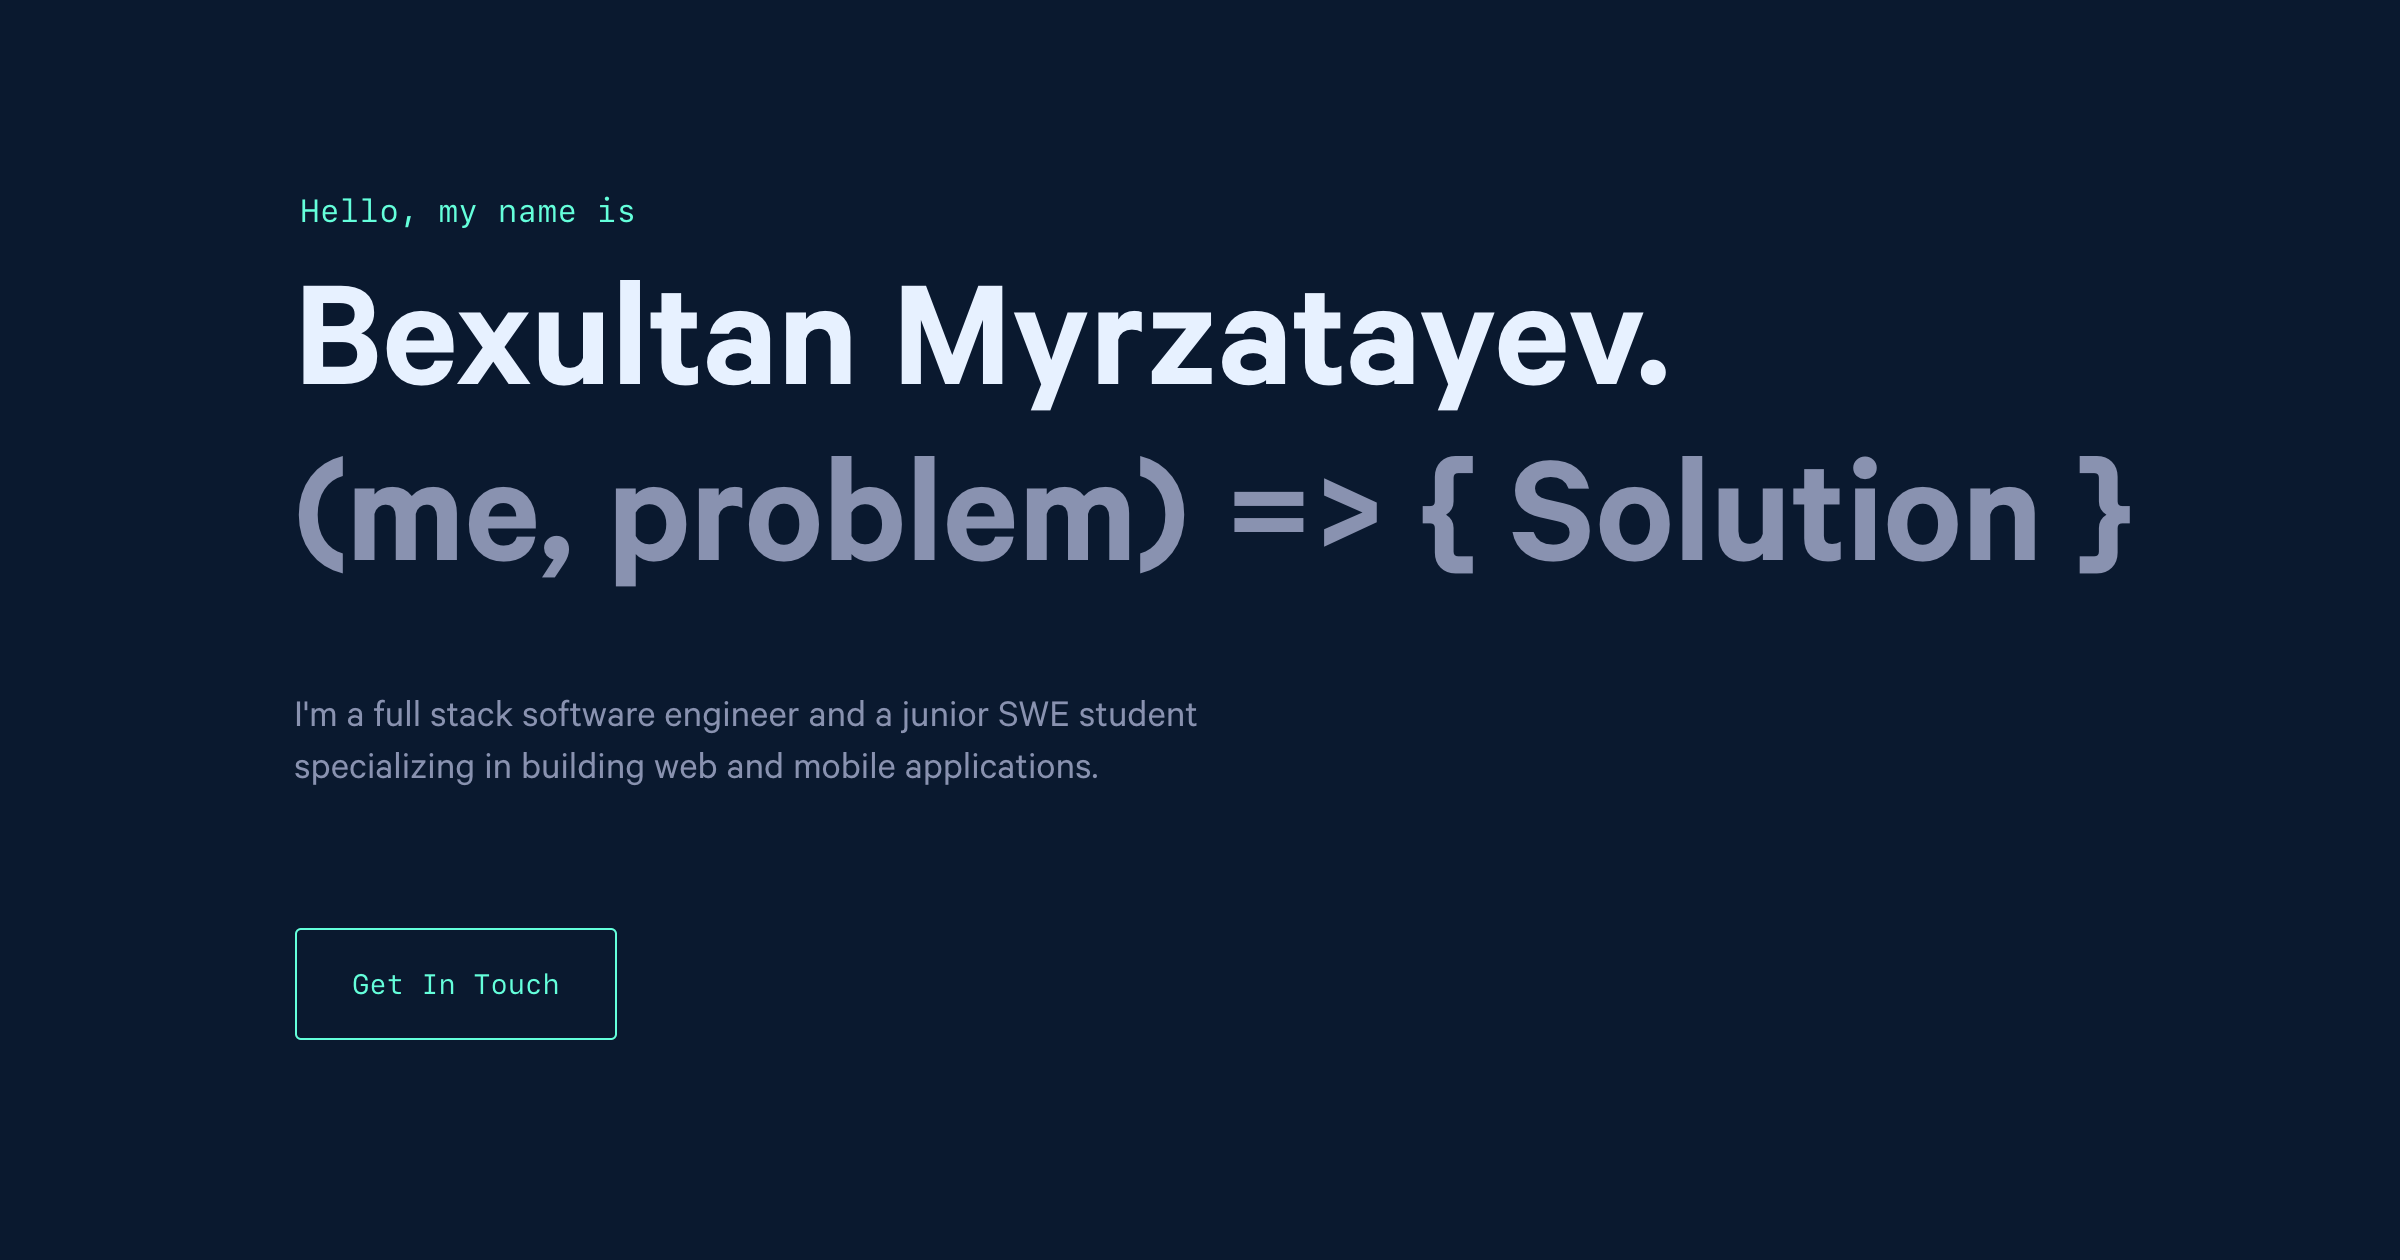 Hello, my name is
Bexultan Myrzatayev.
(me, problem) => { Solution }
I'm a full stack software engineer and a junior SWE student
specializing in building web and mobile applications.
Get In Touch